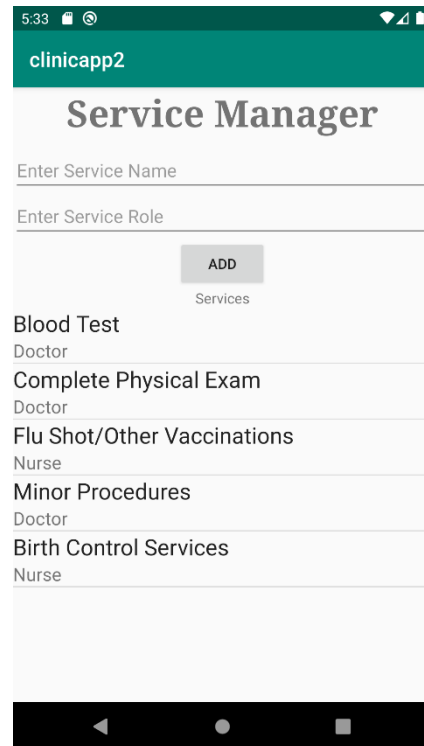 5:33
clinicapp2
Service Manager
Enter Service Name
Enter Service Role
ADD
Services
Blood Test
Doctor
Complete Physical Exam
Doctor
Flu Shot/Other Vaccinations
Nurse
Minor Procedures
Doctor
Birth Control Services
Nurse